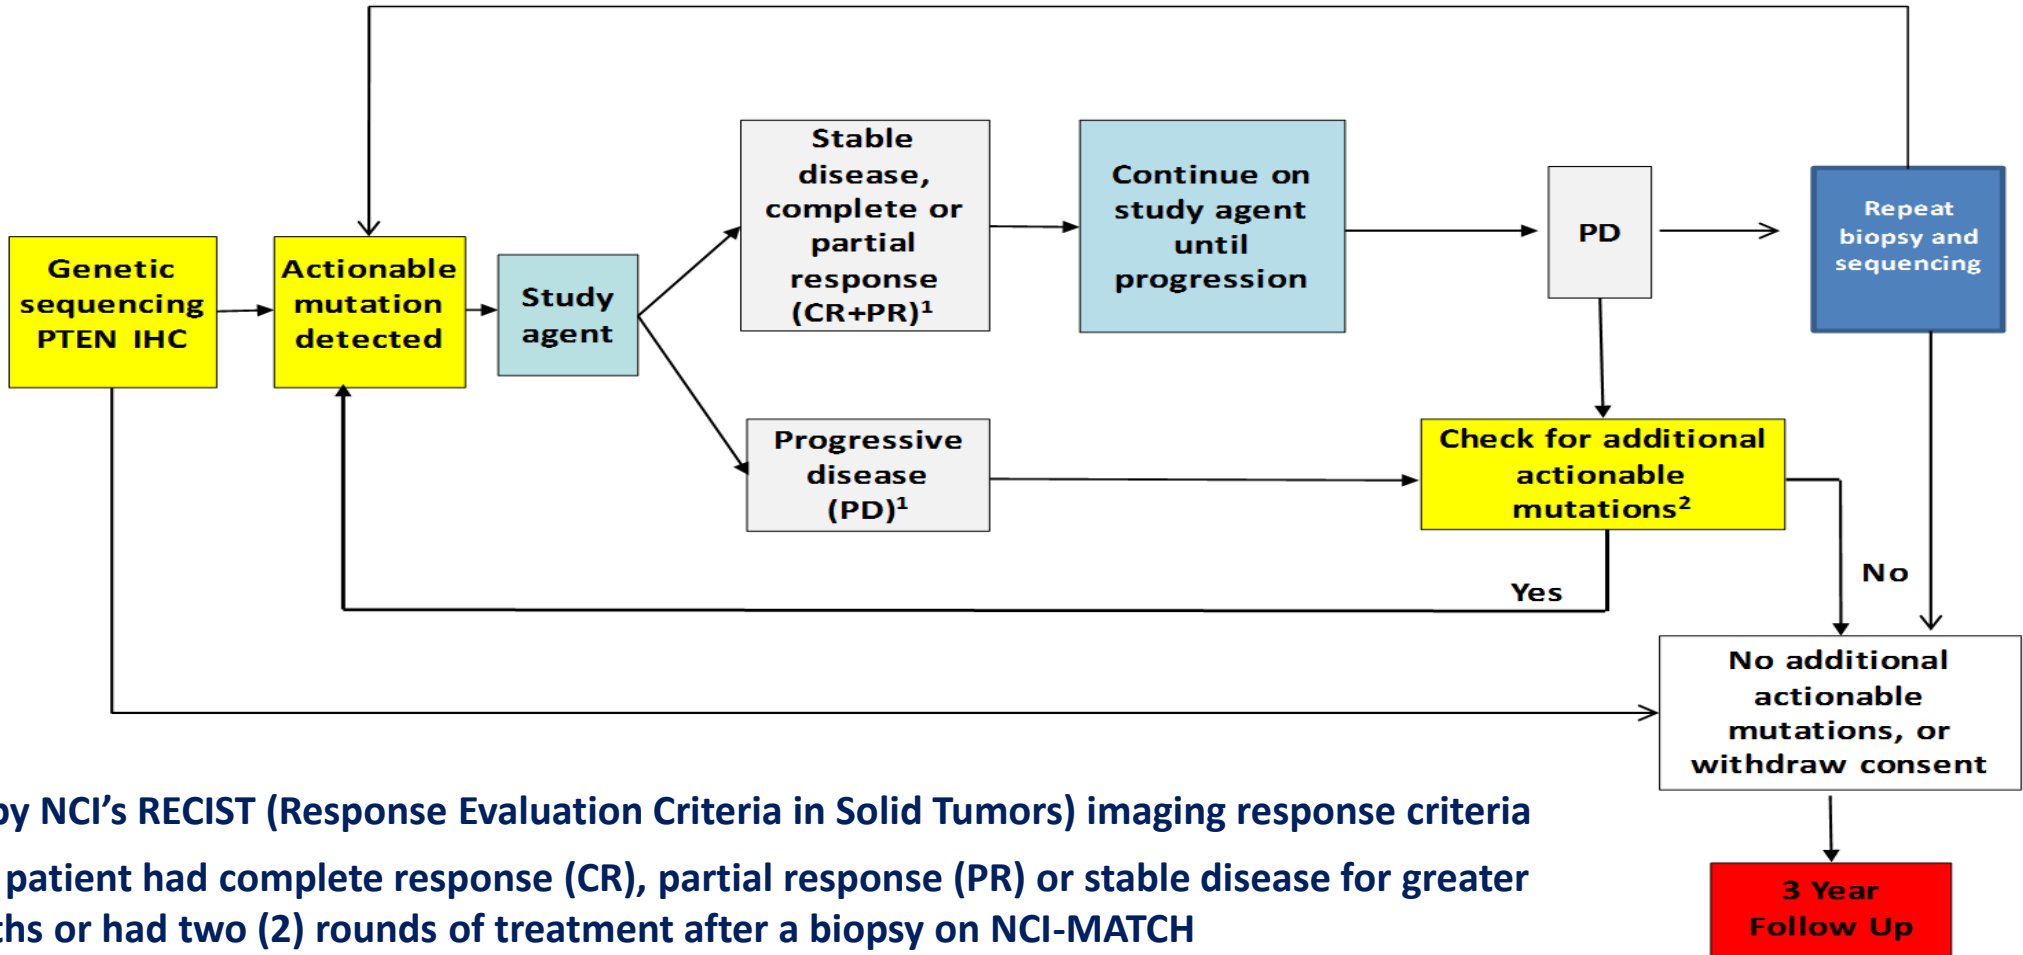 Genetic
sequencing
PTEN IHC
Actionable
mutation
detected
Study
agent
Stable
disease,
complete or
partial
response
(CR+PR)¹
Continue on
study agent
until
progression
PD
Repeat
biopsy and
sequencing
Progressive
disease
(PD)¹
Check for additional
actionable
mutations²
Yes
No
No additional
actionable
mutations, or
withdraw consent
3 Year
Follow Up
by NCI’s RECIST (Response Evaluation Criteria in Solid Tumors) imaging response criteria
patient had complete response (CR), partial response (PR) or stable disease for greater
or had two (2) rounds of treatment after a biopsy on NCI-MATCH